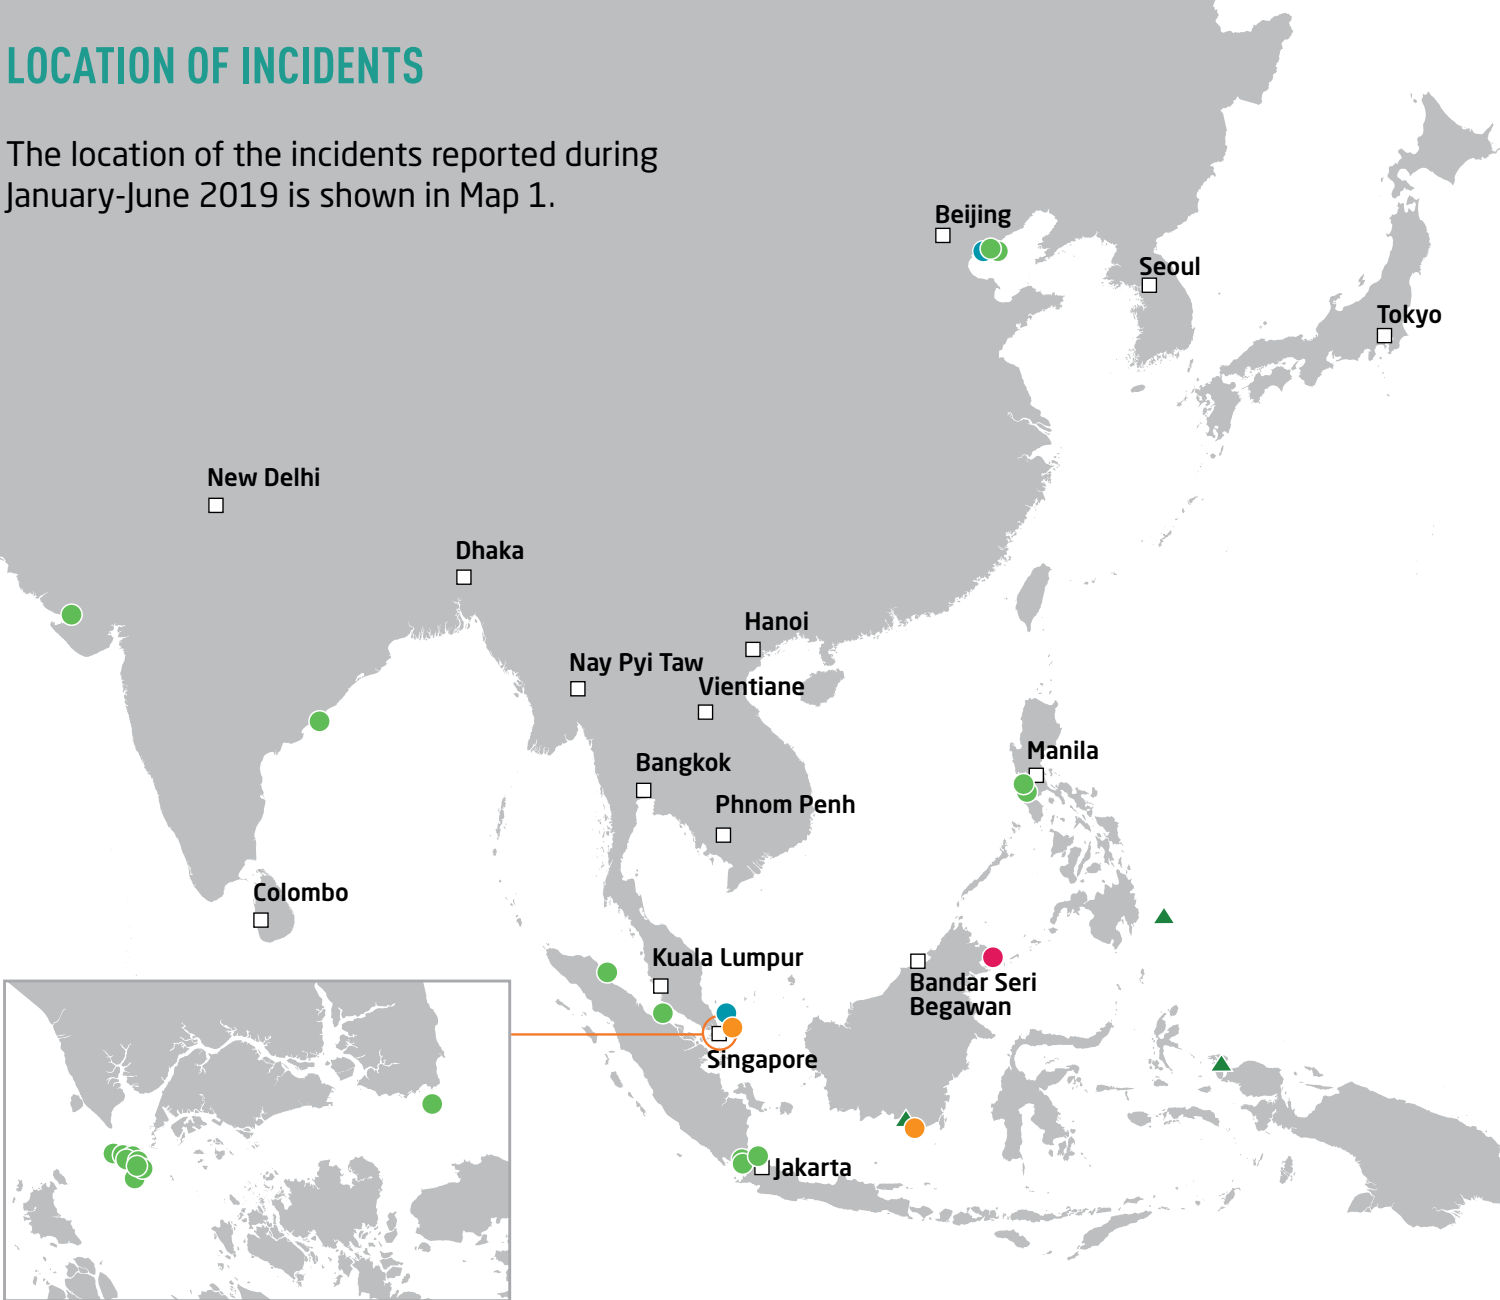 LOCATION OF INCIDENTS
The location of the incidents reported during
January-June 2019 is shown in Map 1.
Beijing
Seoul
Tokyo
New Delhi
Dhaka
Hanoi
Nay Pyi Taw
Vientiane
Manila
Bangkok
Phnom Penh
Colombo
Kuala Lumpur
Bandar Seri
Begawan
Singapore
Jakarta